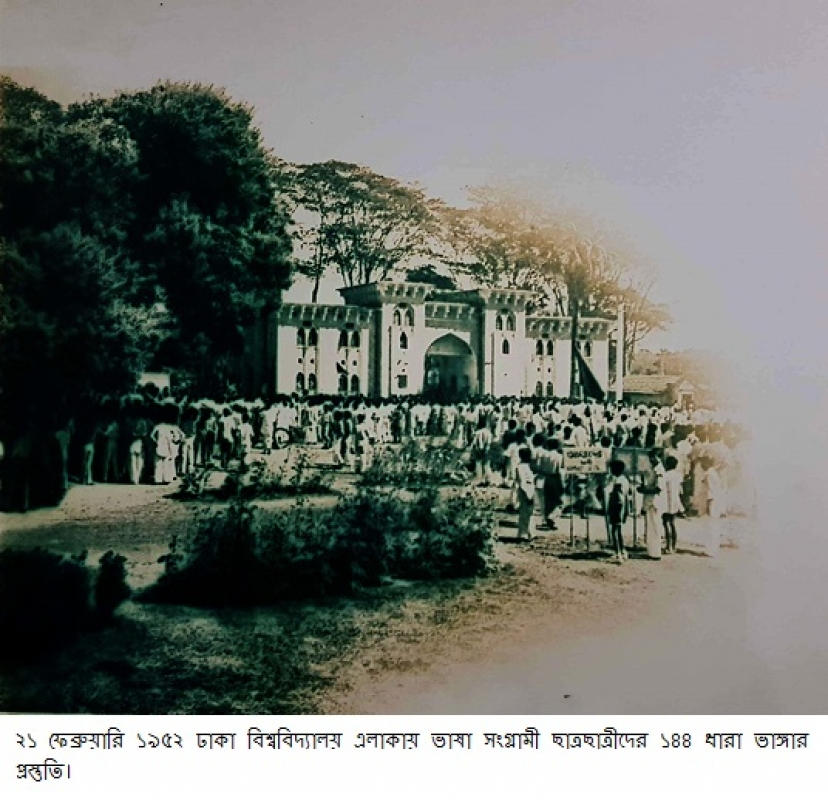 ২১ ফেব্রুয়ারি ১৯৫২ ঢাকা বিশ্ববিদ্যালয় এলাকায় ভাষা সংগ্রামী ছাত্রছাত্রীদের ১৪৪ ধারা ভাঙ্গার
প্রস্তুতি।